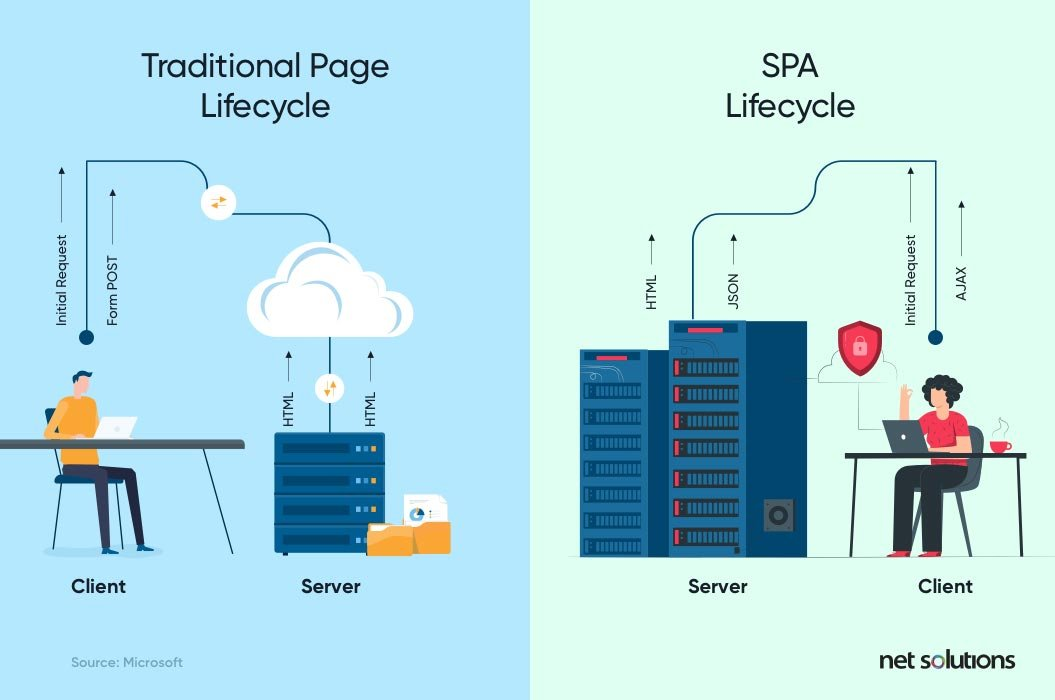 Traditional Page
Lifecycle
Initial Request
Form POST
HTML
HTML
Client
Server
Source: Microsoft
SPA
Lifecycle
HTML
JSON
Initial Request
AJAX
Server
Client
net solutions